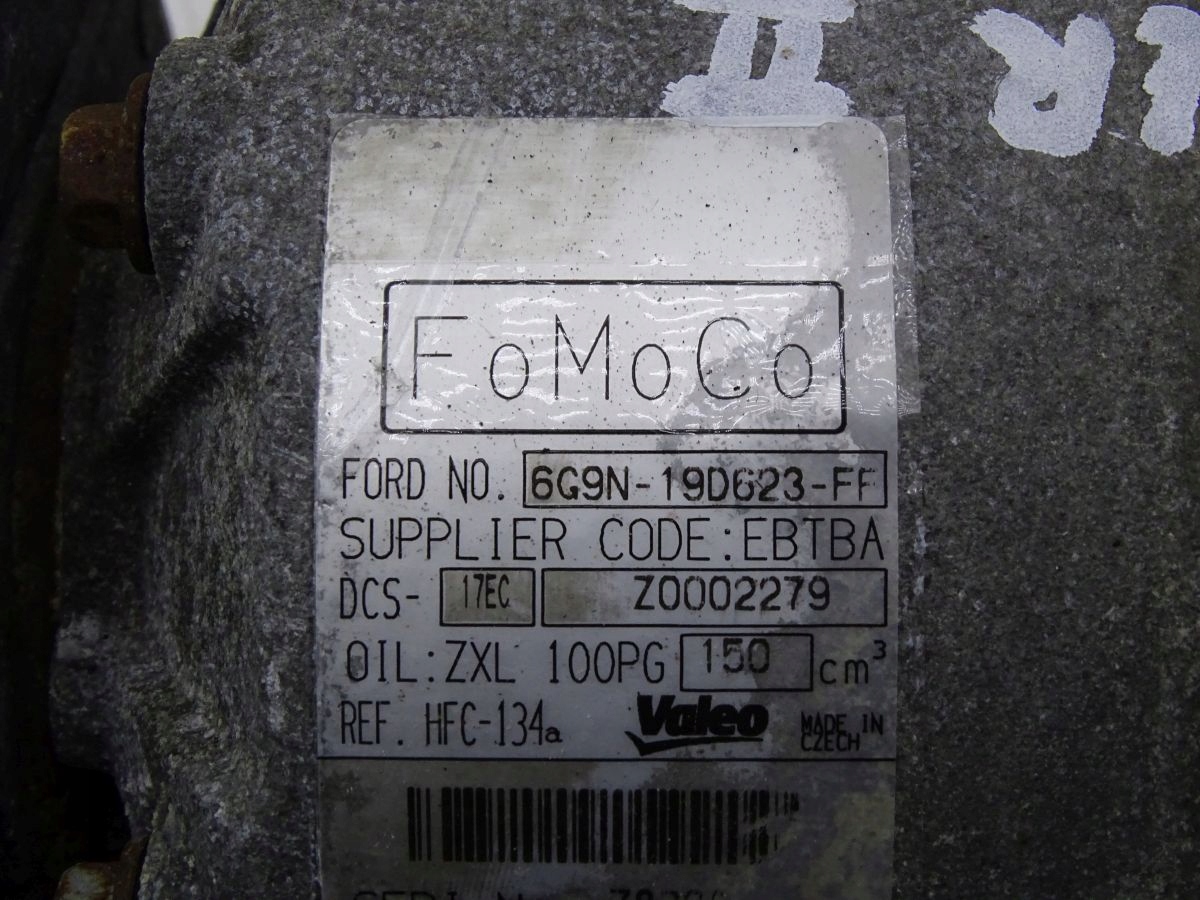 FoMoCo
FORD NO. 6G9N-19D623-FF
SUPPLIER CODE:EBTBA
DCS- 17EC Z0002279
OIL:ZXL 100PG 150 cm³
REF. HFC-134a Valeo MADE IN CZECH